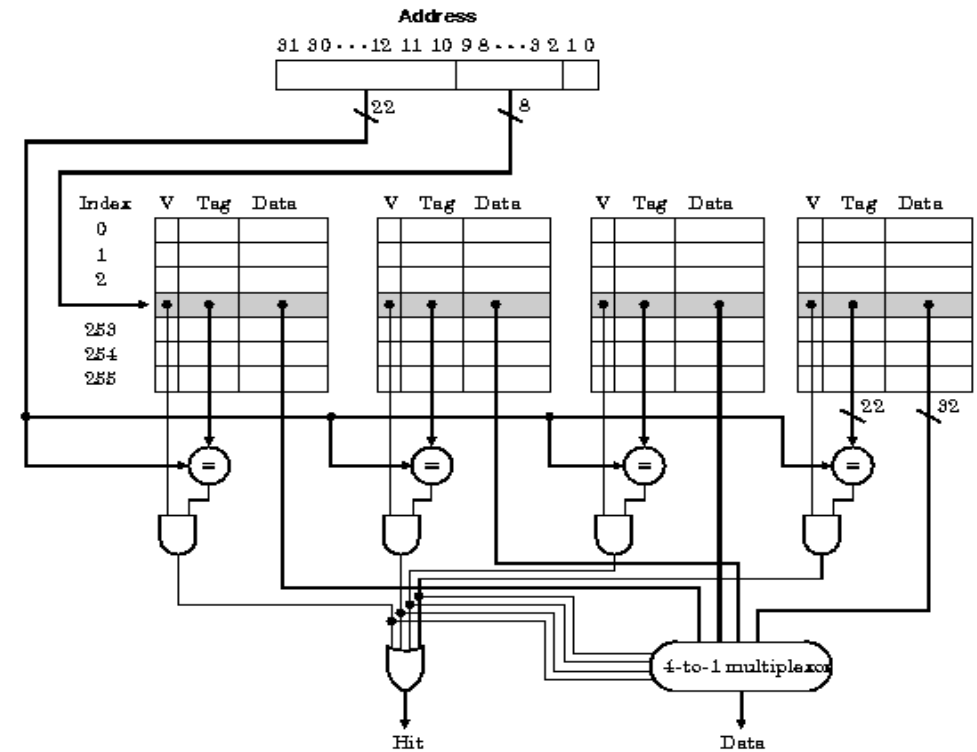 Address
31 30 · · · 12 11 10 9 8 · · · 3 2 1 0
22
8
Index V Tag Data V Tag Data V Tag Data V Tag Data
0
1
2
253
254
255
22 32
= = = =
4-to-1 multiplexor
Hit Data